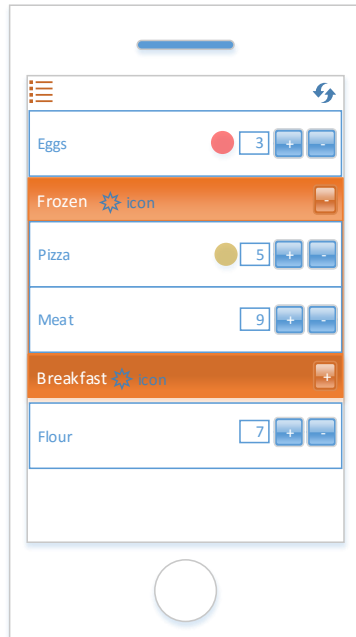 Eggs 3 + -
Frozen icon -
Pizza 5 + -
Meat 9 + -
Breakfast icon +
Flour 7 + -